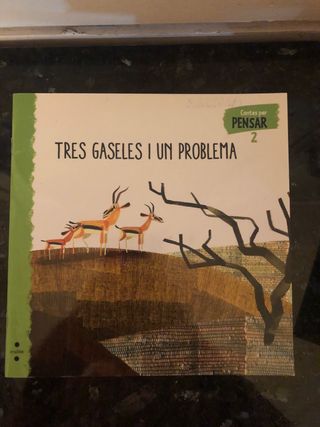 Contes per
PENSAR
2
TRES GASELES I UN PROBLEMA